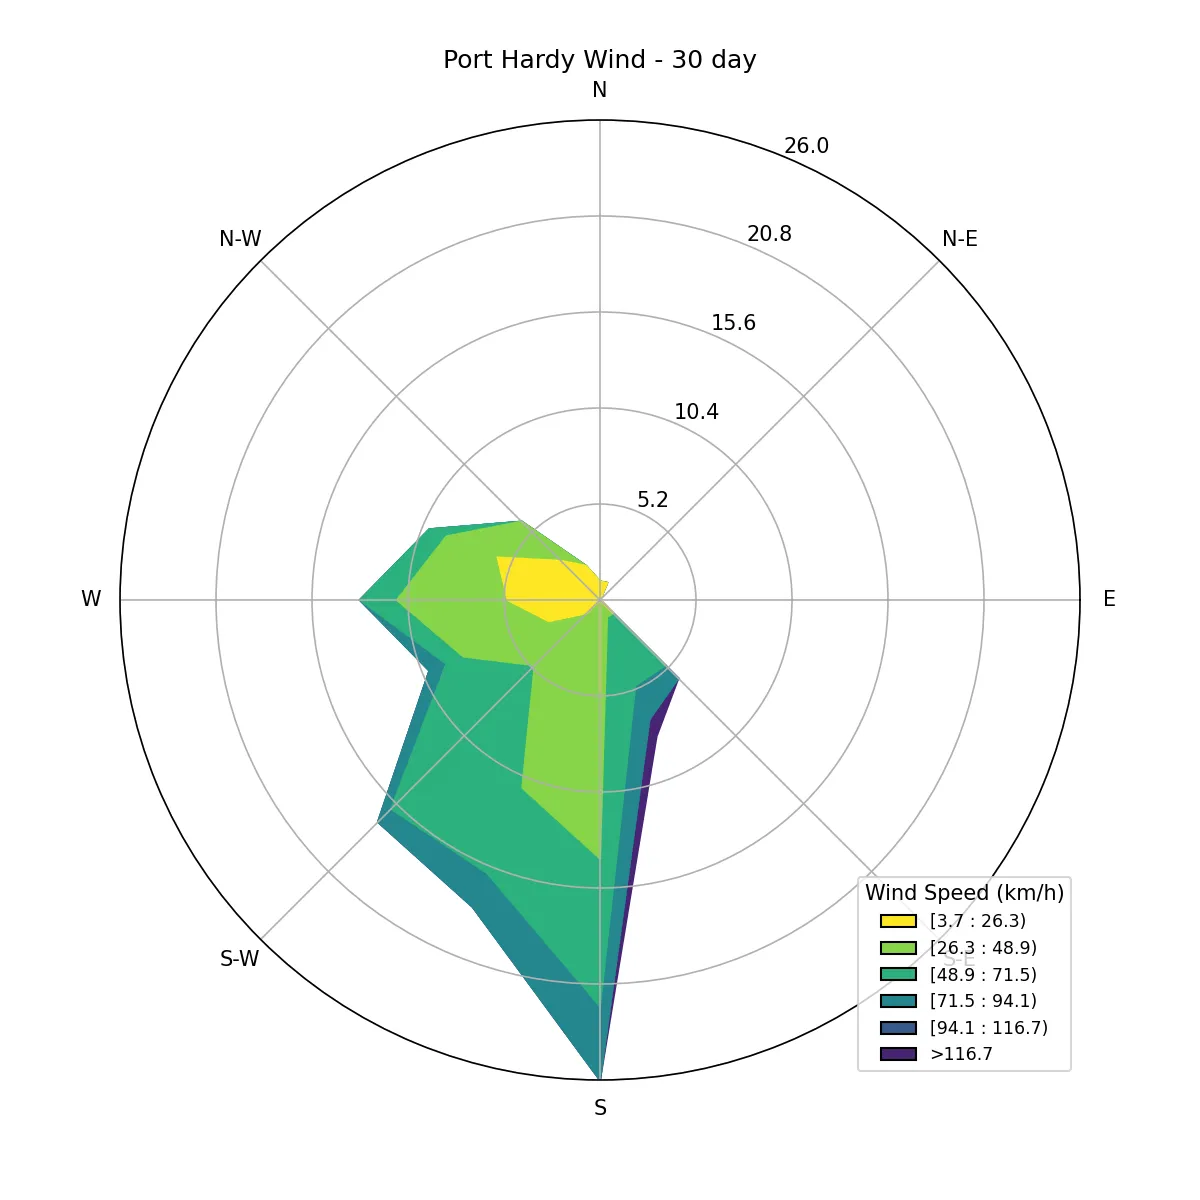 Port Hardy Wind - 30 day
N
26.0
N-W
20.8
N-E
15.6
10.4
5.2
W
E
S-W
S-E
Wind Speed (km/h)
[3.7 : 26.3)
[26.3 : 48.9)
[48.9 : 71.5)
[71.5 : 94.1)
[94.1 : 116.7)
>116.7
S